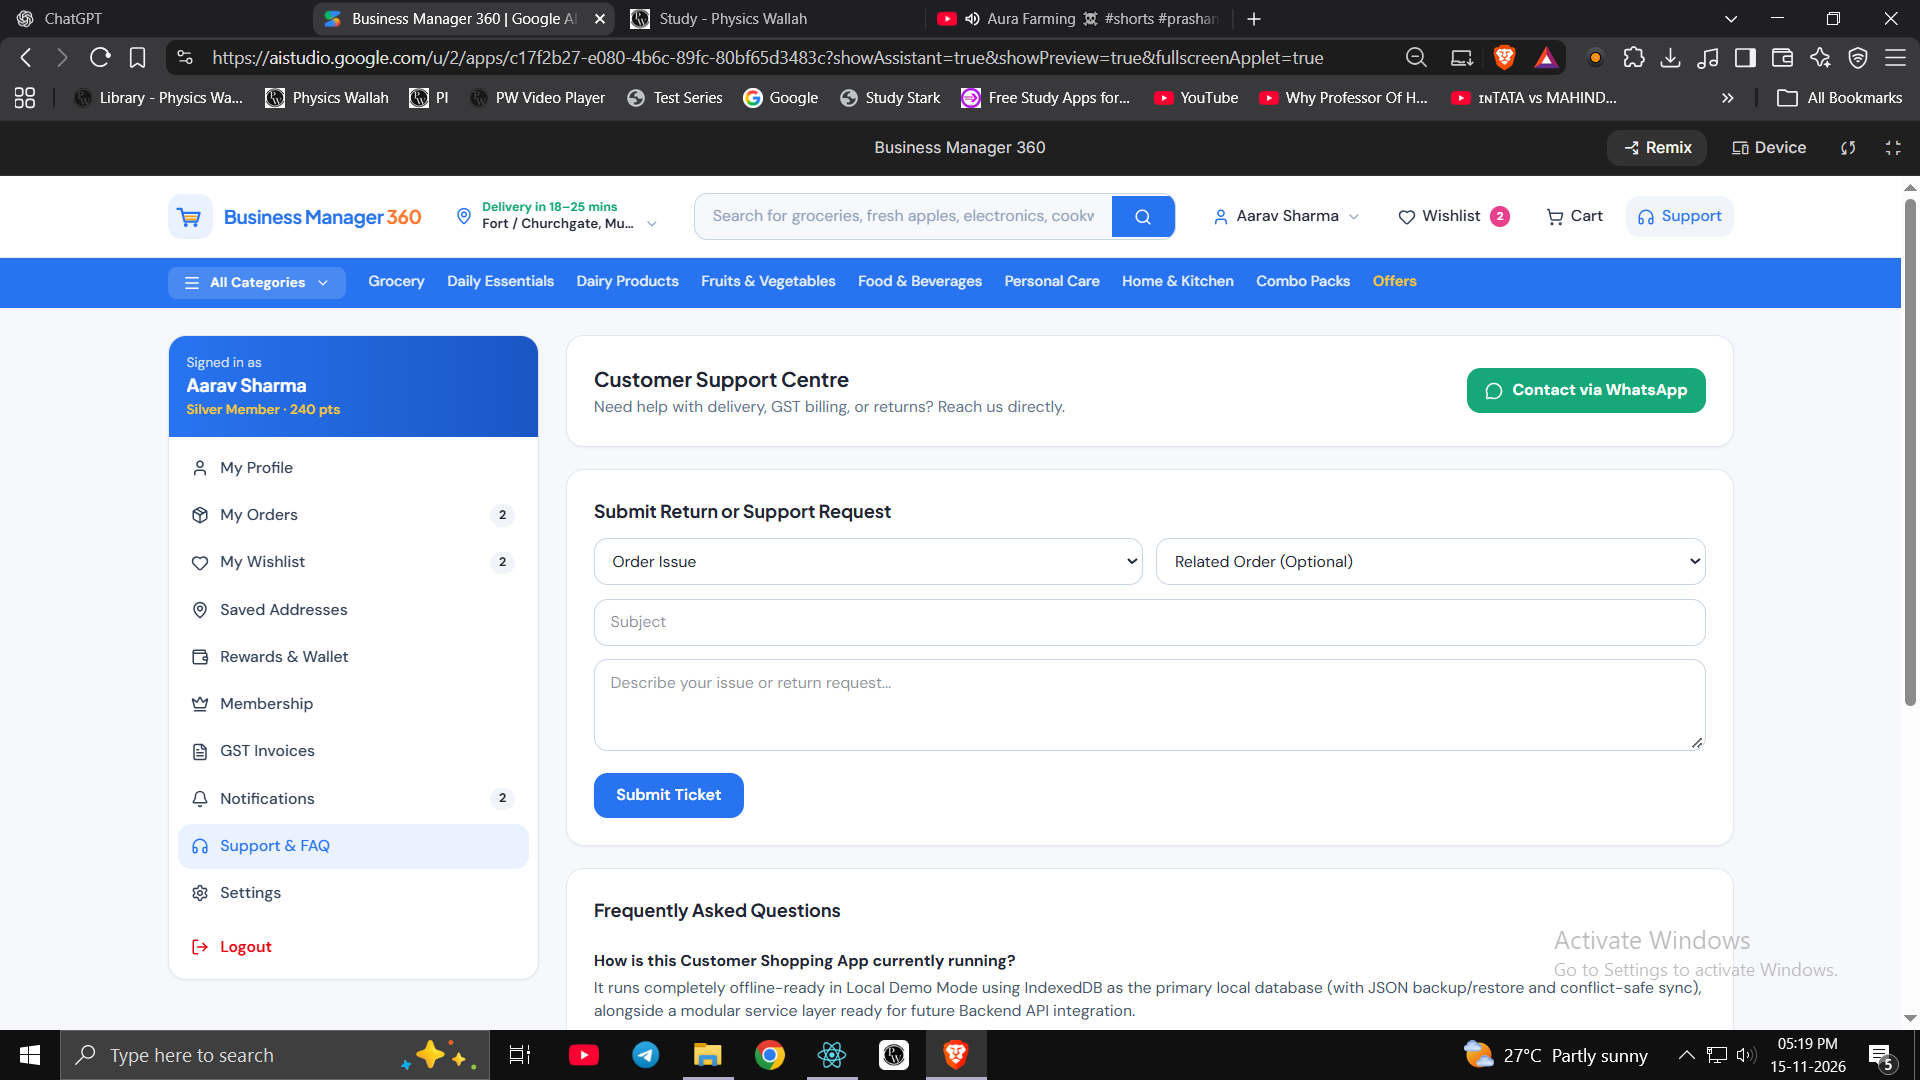 ChatGPT
Business Manager 360 | Google AI
Study - Physics Wallah
Aura Farming ☠️ #shorts #prashan
https://aistudio.google.com/u/2/apps/c17f2b27-e080-4b6c-89fc-80bf65d3483c?showAssistant=true&showPreview=true&fullscreenApplet=true
Library - Physics Wa...
Physics Wallah
PI
PW Video Player
Test Series
Google
Study Stark
Free Study Apps for...
YouTube
Why Professor Of H...
ɪɴTATA vs MAHIND...
All Bookmarks
Business Manager 360
Remix
Device
Business Manager 360
Delivery in 18–25 mins
Fort / Churchgate, Mu...
Search for groceries, fresh apples, electronics, cookw
Aarav Sharma
Wishlist 2
Cart
Support
All Categories
Grocery
Daily Essentials
Dairy Products
Fruits & Vegetables
Food & Beverages
Personal Care
Home & Kitchen
Combo Packs
Offers
Signed in as
Aarav Sharma
Silver Member · 240 pts
My Profile
My Orders 2
My Wishlist 2
Saved Addresses
Rewards & Wallet
Membership
GST Invoices
Notifications 2
Support & FAQ
Settings
Logout
Customer Support Centre
Need help with delivery, GST billing, or returns? Reach us directly.
Contact via WhatsApp
Submit Return or Support Request
Order Issue
Related Order (Optional)
Subject
Describe your issue or return request...
Submit Ticket
Frequently Asked Questions
How is this Customer Shopping App currently running?
It runs completely offline-ready in Local Demo Mode using IndexedDB as the primary local database (with JSON backup/restore and conflict-safe sync),
alongside a modular service layer ready for future Backend API integration.
Activate Windows
Go to Settings to activate Windows.
Type here to search
27°C Partly sunny
05:19 PM
15-11-2026
5